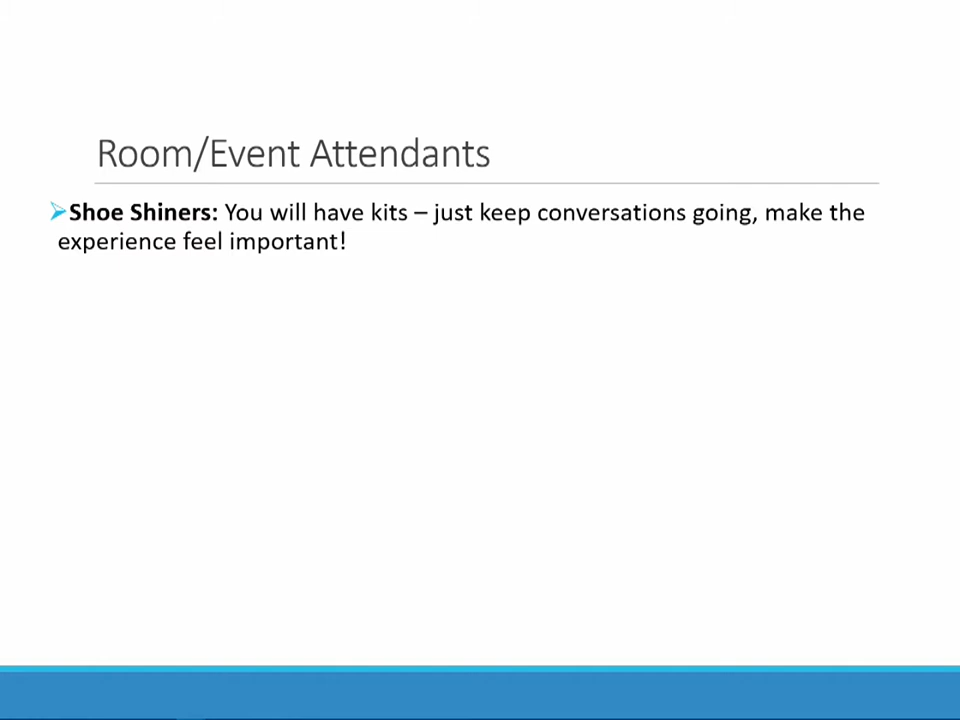 Room/Event Attendants
Shoe Shiners: You will have kits – just keep conversations going, make the
experience feel important!